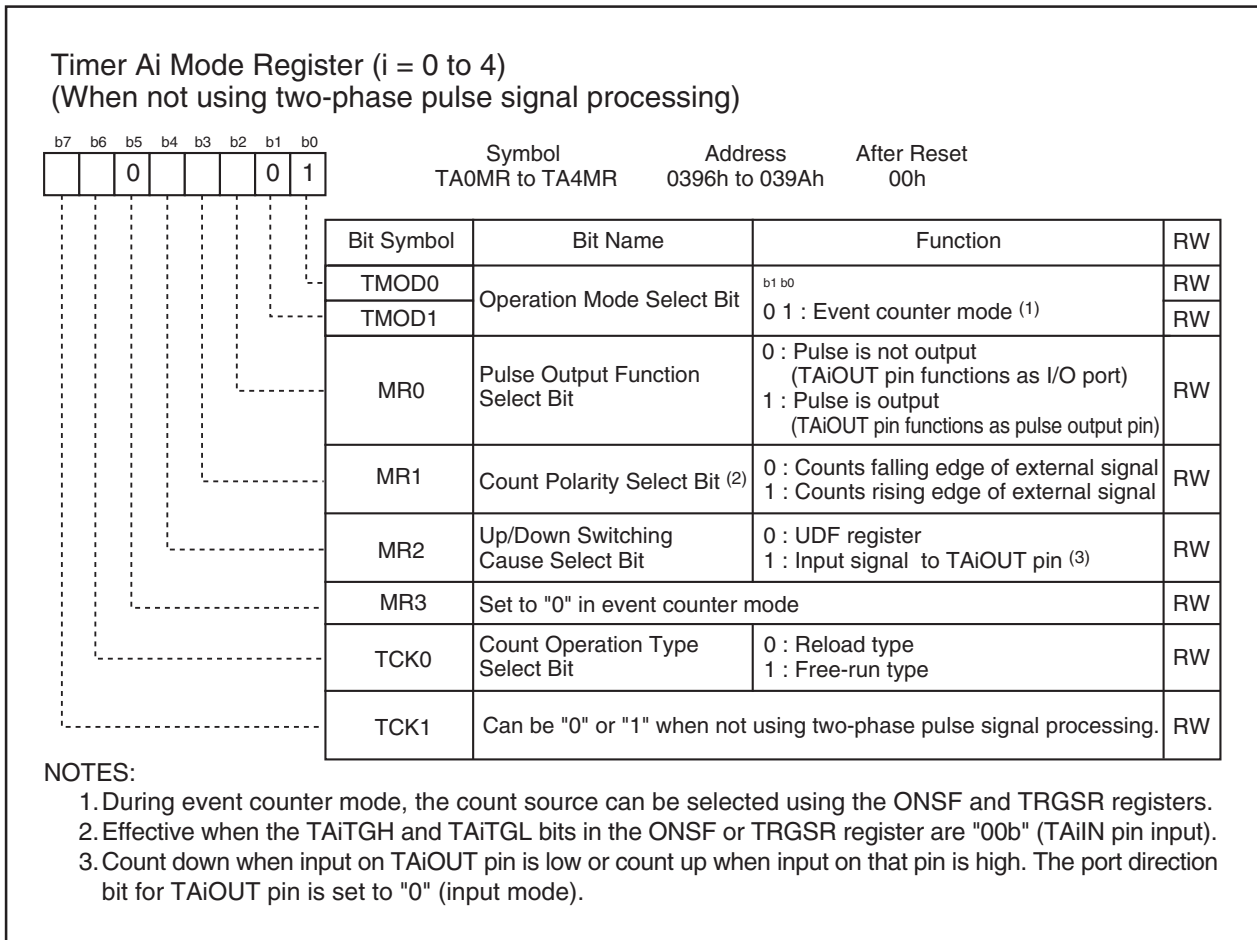 Timer Ai Mode Register (i = 0 to 4)
(When not using two-phase pulse signal processing)
b7 b6 b5 b4 b3 b2 b1 b0
0 0 1
Symbol Address After Reset
TA0MR to TA4MR 0396h to 039Ah 00h
Bit Symbol Bit Name Function RW
TMOD0 Operation Mode Select Bit b1 b0 RW
TMOD1 0 1 : Event counter mode (1) RW
MR0 Pulse Output Function Select Bit RW
0 : Pulse is not output
(TAiOUT pin functions as I/O port)
1 : Pulse is output
(TAiOUT pin functions as pulse output pin)
MR1 Count Polarity Select Bit (2) RW
0 : Counts falling edge of external signal
1 : Counts rising edge of external signal
MR2 Up/Down Switching Cause Select Bit RW
0 : UDF register
1 : Input signal to TAiOUT pin (3)
MR3 Set to "0" in event counter mode RW
TCK0 Count Operation Type Select Bit RW
0 : Reload type
1 : Free-run type
TCK1 Can be "0" or "1" when not using two-phase pulse signal processing. RW
NOTES:
1. During event counter mode, the count source can be selected using the ONSF and TRGSR registers.
2. Effective when the TAiTGH and TAiTGL bits in the ONSF or TRGSR register are "00b" (TAiIN pin input).
3. Count down when input on TAiOUT pin is low or count up when input on that pin is high. The port direction
bit for TAiOUT pin is set to "0" (input mode).